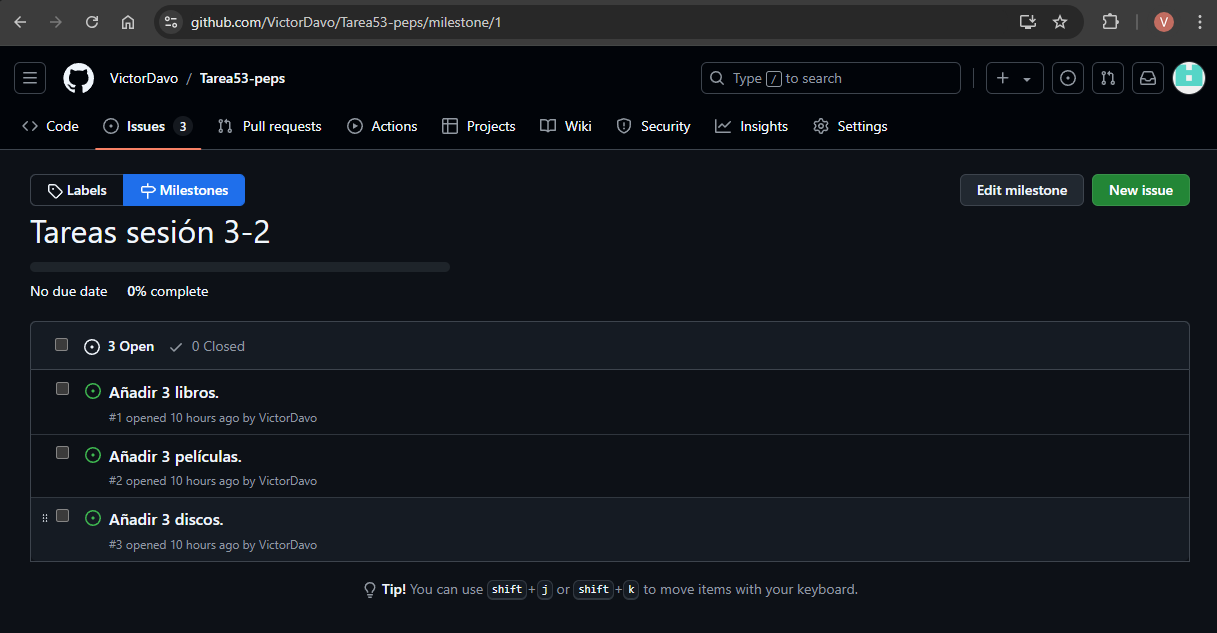 github.com/VictorDavo/Tarea53-peps/milestone/1
V
VictorDavo / Tarea53-peps
Type / to search
Code Issues 3 Pull requests Actions Projects Wiki Security Insights Settings
Labels Milestones Edit milestone New issue
Tareas sesión 3-2
No due date 0% complete
3 Open 0 Closed
Añadir 3 libros.
#1 opened 10 hours ago by VictorDavo
Añadir 3 películas.
#2 opened 10 hours ago by VictorDavo
Añadir 3 discos.
#3 opened 10 hours ago by VictorDavo
Tip! You can use shift + j or shift + k to move items with your keyboard.